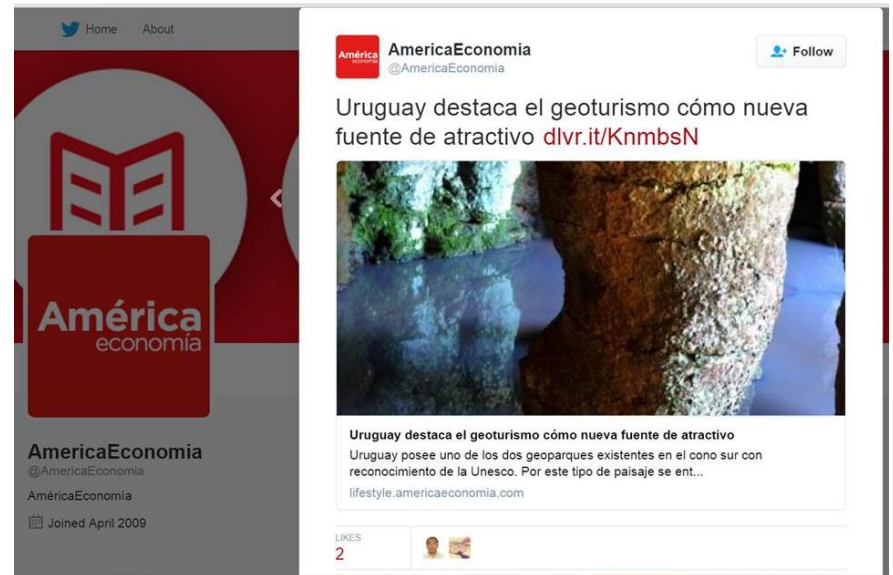 Home About
América
economía
AmericaEconomia
@AmericaEconomia
AméricaEconomía
Joined April 2009
América
economía
AmericaEconomia
@AmericaEconomia
Follow
Uruguay destaca el geoturismo cómo nueva
fuente de atractivo dlvr.it/KnmbsN
Uruguay destaca el geoturismo cómo nueva fuente de atractivo
Uruguay posee uno de los dos geoparques existentes en el cono sur con
reconocimiento de la Unesco. Por este tipo de paisaje se ent...
lifestyle.americaeconomia.com
LIKES
2